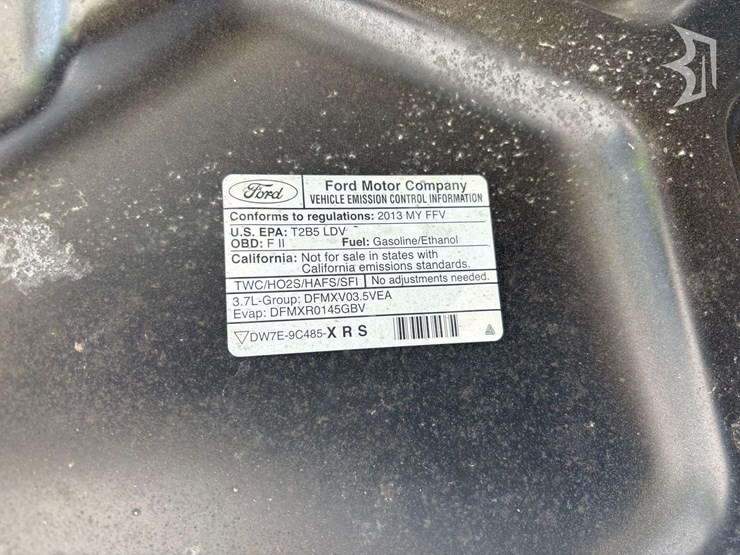 Ford
Ford Motor Company
VEHICLE EMISSION CONTROL INFORMATION
Conforms to regulations: 2013 MY FFV
U.S. EPA: T2B5 LDV
OBD: F II Fuel: Gasoline/Ethanol
California: Not for sale in states with
California emissions standards.
TWC/HO2S/HAFS/SFI No adjustments needed.
3.7L-Group: DFMXV03.5VEA
Evap: DFMXR0145GBV
DW7E-9C485-XRS